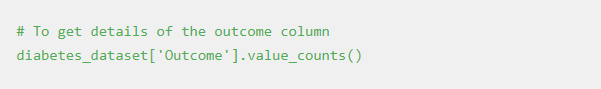 # To get details of the outcome column
diabetes_dataset['Outcome'].value_counts()